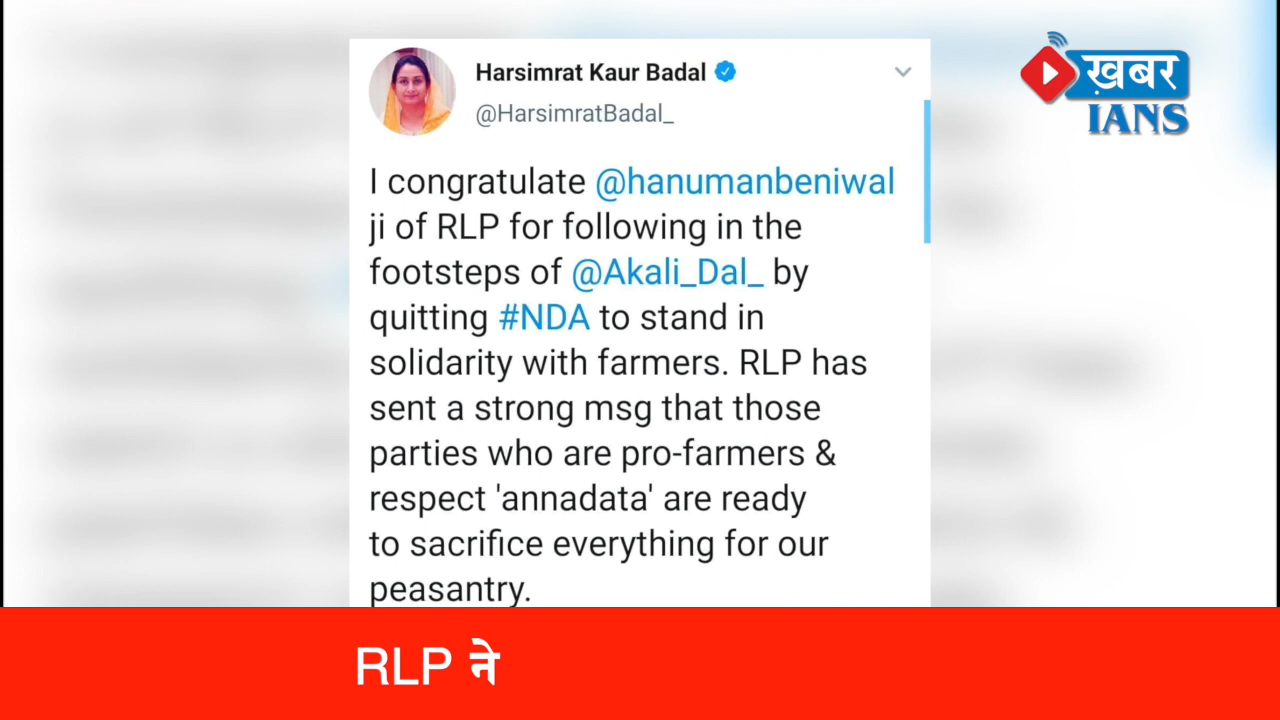 Harsimrat Kaur Badal
@HarsimratBadal_
I congratulate @hanumanbeniwal
ji of RLP for following in the
footsteps of @Akali_Dal_ by
quitting #NDA to stand in
solidarity with farmers. RLP has
sent a strong msg that those
parties who are pro-farmers &
respect 'annadata' are ready
to sacrifice everything for our
peasantry.
ख़बर
IANS
RLP ने